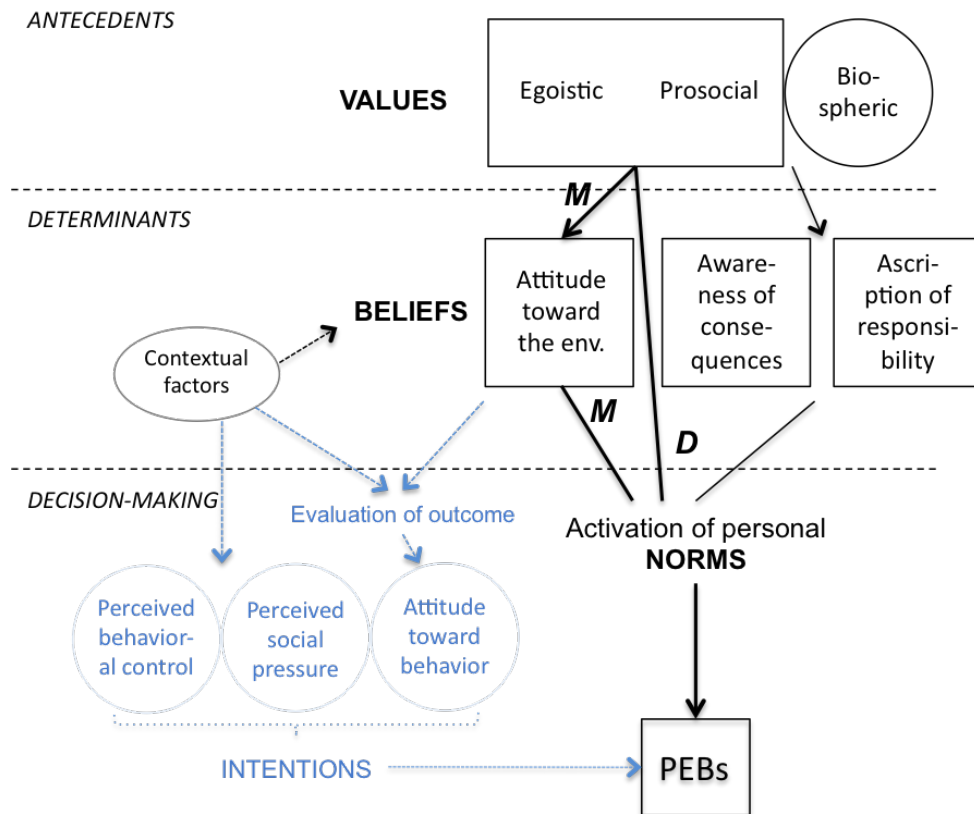 ANTECEDENTS
VALUES
Egoistic
Prosocial
Bio-
spheric
M
DETERMINANTS
BELIEFS
Attitude
toward
the env.
Aware-
ness of
conse-
quences
Ascri-
ption of
responsi-
bility
Contextual
factors
M
D
DECISION-MAKING
Evaluation of outcome
Activation of personal
NORMS
Perceived
behavior-
al control
Perceived
social
pressure
Attitude
toward
behavior
INTENTIONS
PEBs